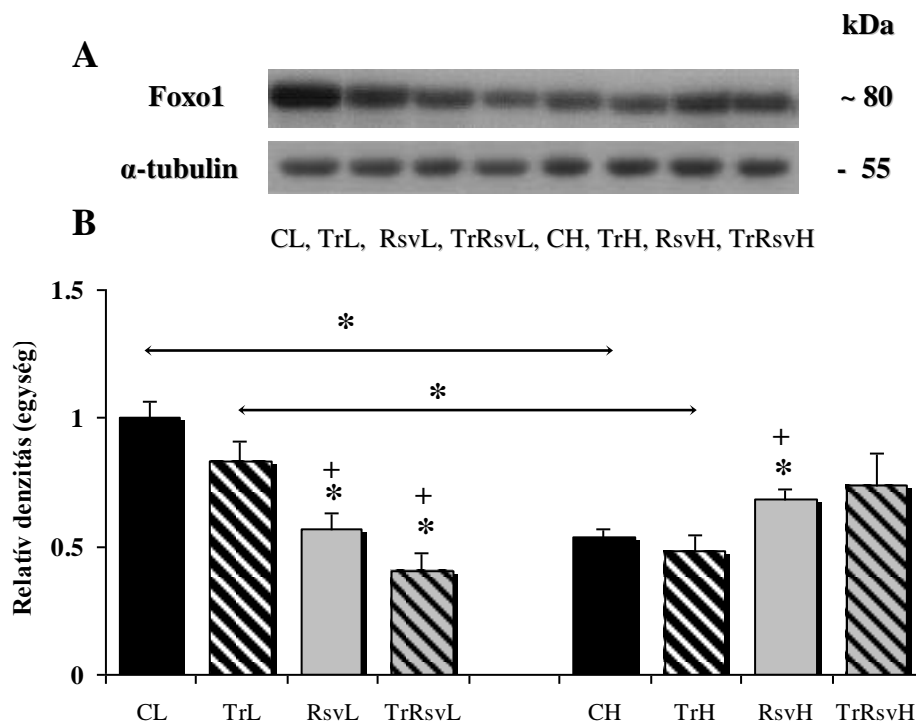 kDa
A
Foxo1
~ 80
α-tubulin
- 55
B
CL, TrL, RsvL, TrRsvL, CH, TrH, RsvH, TrRsvH
Relatív denzitás (egység)
1.5
1
0.5
0
*
*
+
*
+
*
+
*
CL TrL RsvL TrRsvL CH TrH RsvH TrRsvH